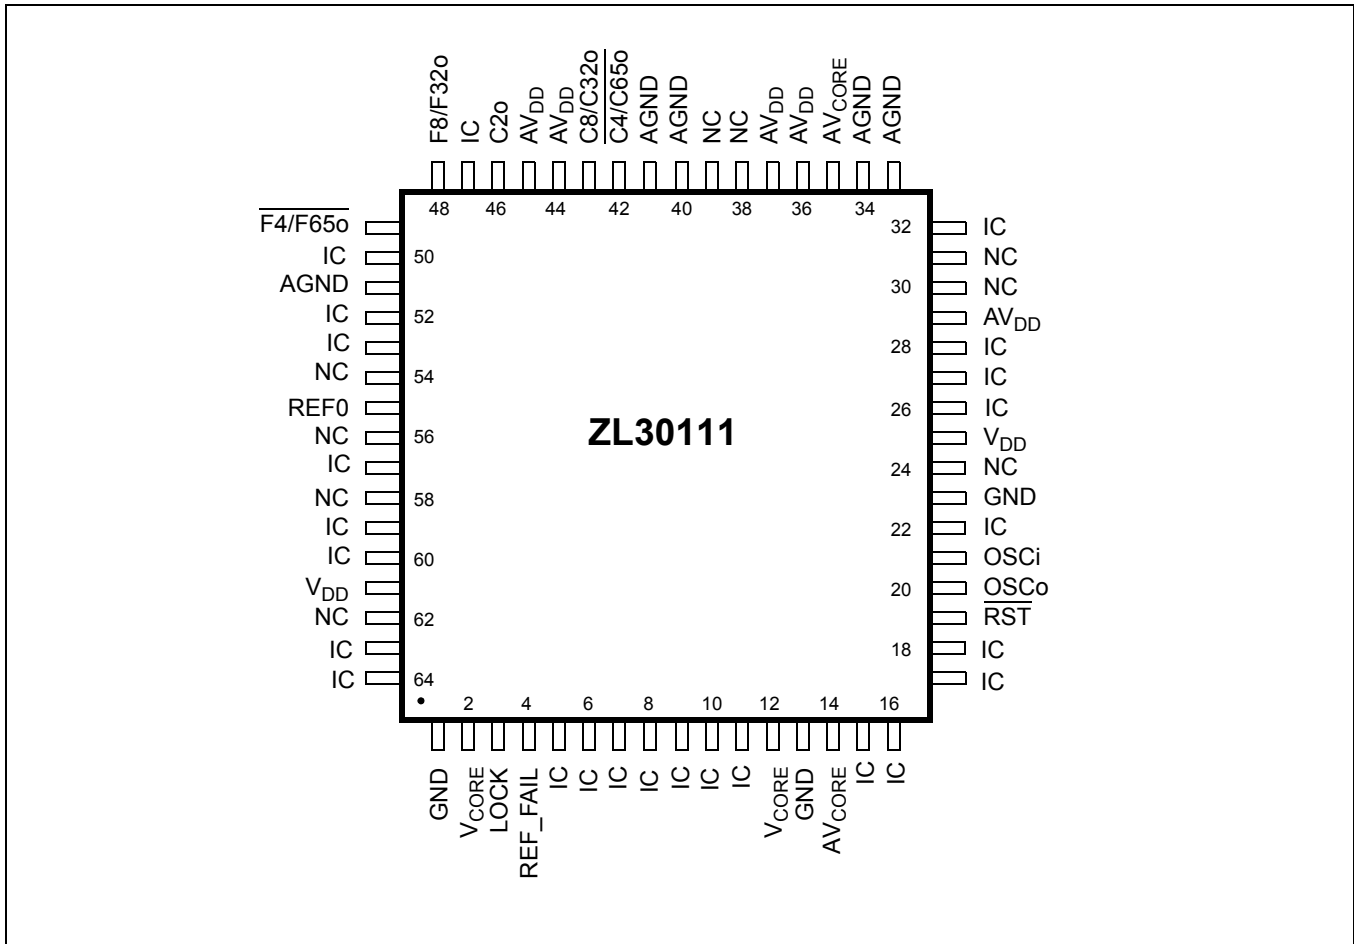 F8/F32o
IC
C2o
AVDD
AVDD
C8/C32o
C4/C65o
AGND
AGND
NC
NC
AVDD
AVDD
AVCORE
AGND
AGND
48 46 44 42 40 38 36 34
F4/F65o
IC 50
AGND
IC 52
IC
NC 54
REF0
NC 56
IC
NC 58
IC
IC 60
VDD
NC 62
IC
IC 64
ZL30111
32 IC
NC
30 NC
AVDD
28 IC
IC
26 IC
VDD
24 NC
GND
22 IC
OSCi
20 OSCo
RST
18 IC
IC
2 4 6 8 10 12 14 16
GND
VCORE
LOCK
REF_FAIL
IC
IC
IC
IC
IC
IC
IC
VCORE
GND
AVCORE
IC
IC